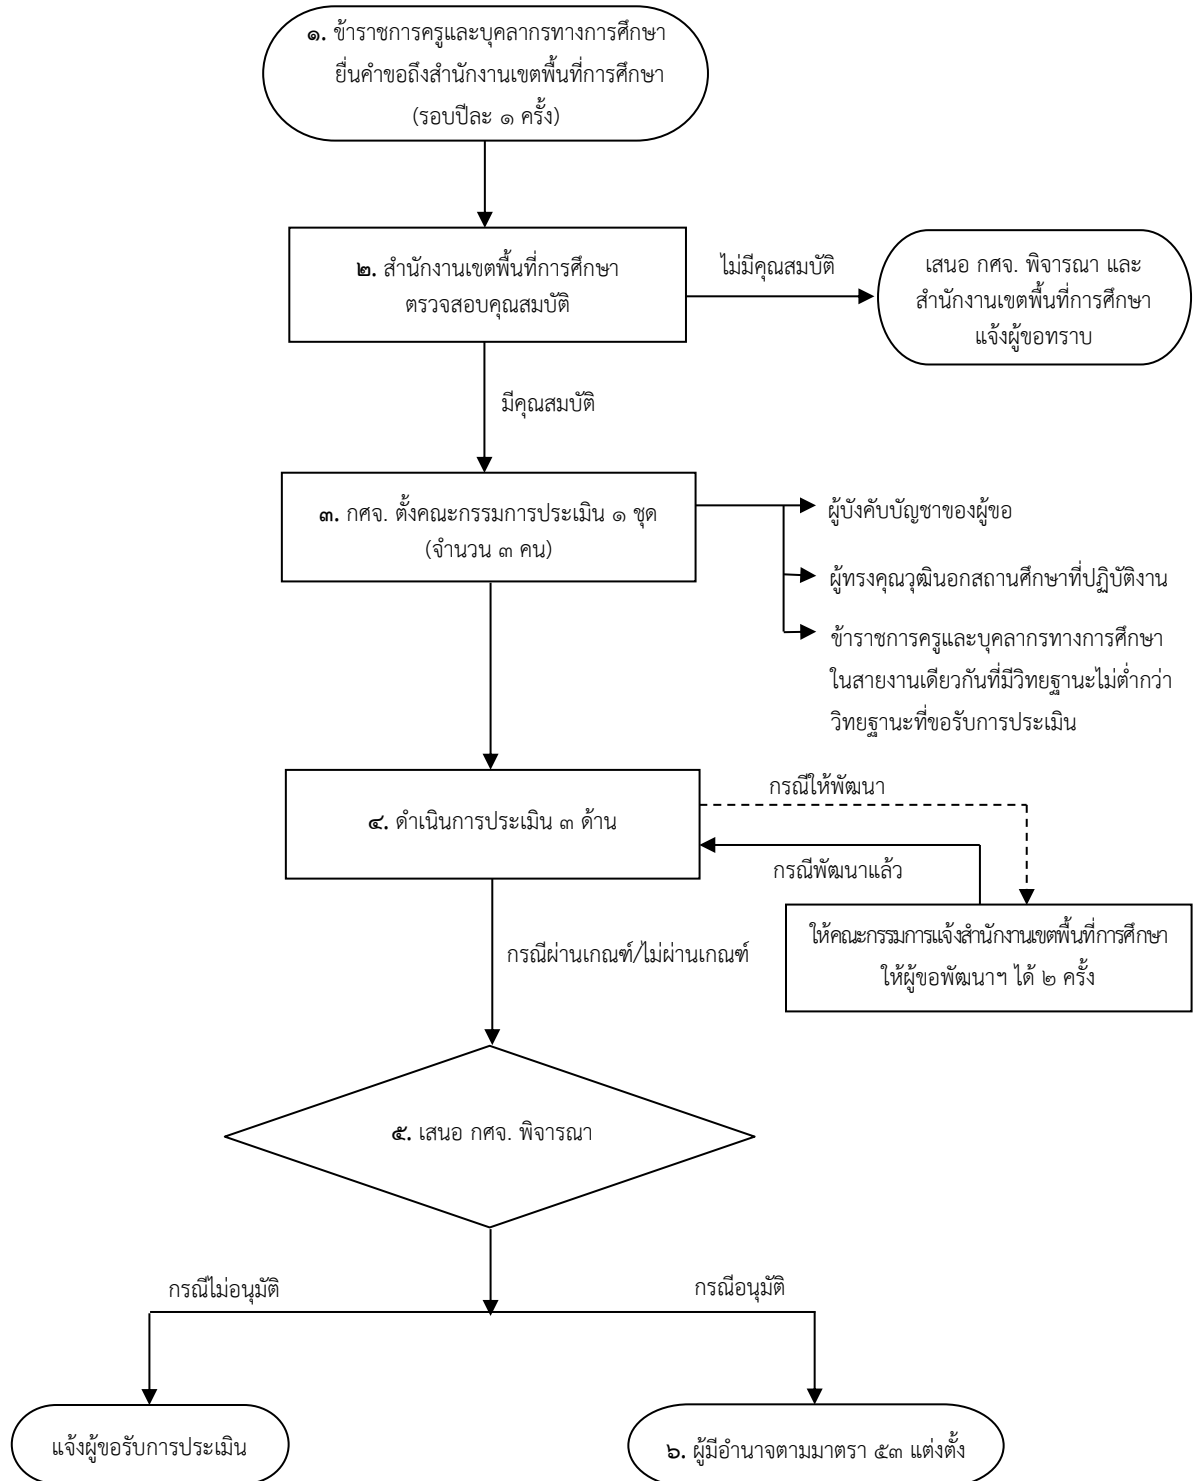 ๑. ข้าราชการครูและบุคลากรทางการศึกษา
ยื่นคำขอถึงสำนักงานเขตพื้นที่การศึกษา
(รอบปีละ ๑ ครั้ง)
๒. สำนักงานเขตพื้นที่การศึกษา
ตรวจสอบคุณสมบัติ
ไม่มีคุณสมบัติ
เสนอ กศจ. พิจารณา และ
สำนักงานเขตพื้นที่การศึกษา
แจ้งผู้ขอทราบ
มีคุณสมบัติ
๓. กศจ. ตั้งคณะกรรมการประเมิน ๑ ชุด
(จำนวน ๓ คน)
ผู้บังคับบัญชาของผู้ขอ
ผู้ทรงคุณวุฒินอกสถานศึกษาที่ปฏิบัติงาน
ข้าราชการครูและบุคลากรทางการศึกษา
ในสายงานเดียวกันที่มีวิทยฐานะไม่ต่ำกว่า
วิทยฐานะที่ขอรับการประเมิน
๔. ดำเนินการประเมิน ๓ ด้าน
กรณีให้พัฒนา
กรณีพัฒนาแล้ว
ให้คณะกรรมการแจ้งสำนักงานเขตพื้นที่การศึกษา
ให้ผู้ขอพัฒนาฯ ได้ ๒ ครั้ง
กรณีผ่านเกณฑ์/ไม่ผ่านเกณฑ์
๕. เสนอ กศจ. พิจารณา
กรณีไม่อนุมัติ
กรณีอนุมัติ
แจ้งผู้ขอรับการประเมิน
๖. ผู้มีอำนาจตามมาตรา ๕๓ แต่งตั้ง